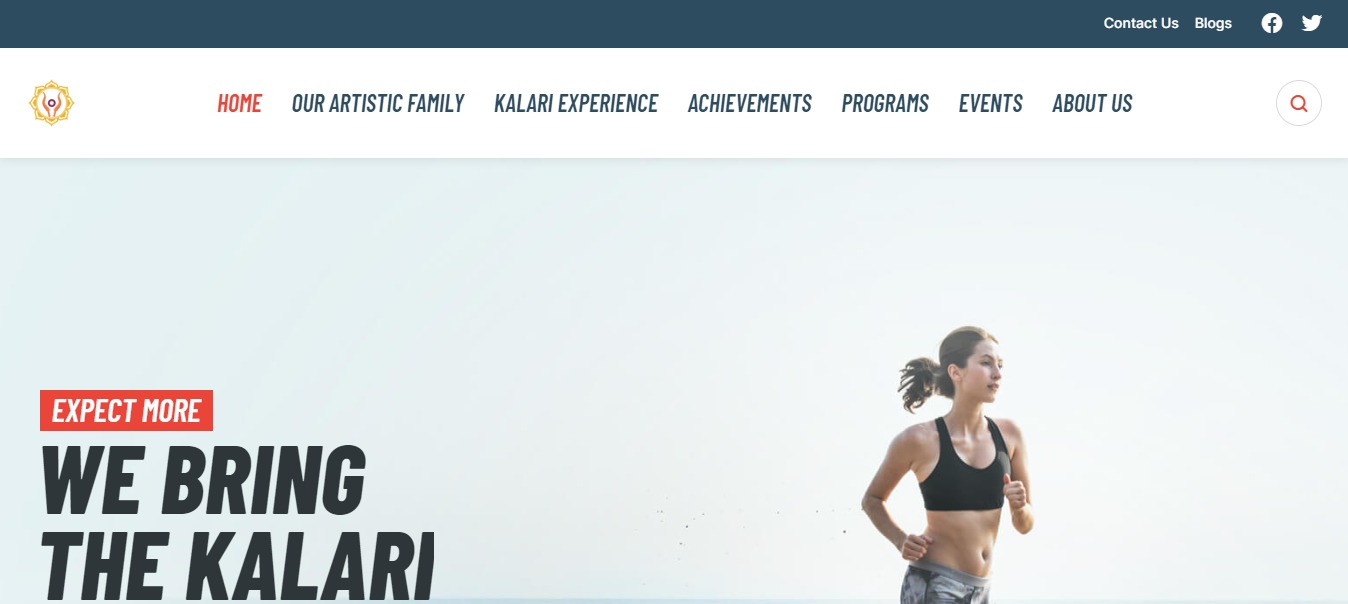 Contact Us Blogs
HOME OUR ARTISTIC FAMILY KALARI EXPERIENCE ACHIEVEMENTS PROGRAMS EVENTS ABOUT US
EXPECT MORE
WE BRING
THE KALARI